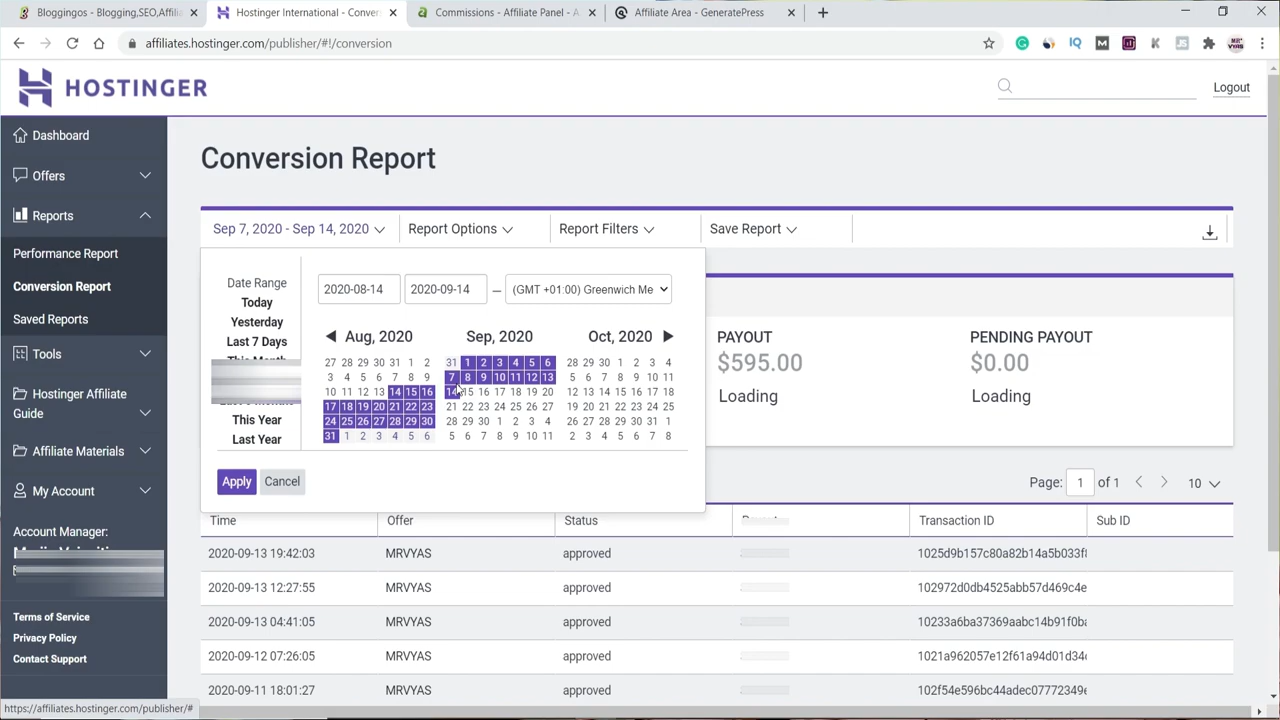 Bloggingos - Blogging,SEO,Affili
Hostinger International - Conver
Commissions - Affiliate Panel - A
Affiliate Area - GeneratePress
affiliates.hostinger.com/publisher/#!/conversion
HOSTINGER
Logout
Dashboard
Offers
Reports
Performance Report
Conversion Report
Saved Reports
Tools
Hostinger Affiliate
Guide
Affiliate Materials
My Account
Account Manager:
Terms of Service
Privacy Policy
Contact Support
https://affiliates.hostinger.com/publisher/#
Conversion Report
Sep 7, 2020 - Sep 14, 2020
Report Options
Report Filters
Save Report
Date Range
Today
Yesterday
Last 7 Days
This Month
This Year
Last Year
2020-08-14 2020-09-14 – (GMT +01:00) Greenwich Me
Aug, 2020 Sep, 2020 Oct, 2020
27 28 29 30 31 1 2 31 1 2 3 4 5 6 28 29 30 1 2 3 4
3 4 5 6 7 8 9 7 8 9 10 11 12 13 5 6 7 8 9 10 11
10 11 12 13 14 15 16 14 15 16 17 18 19 20 12 13 14 15 16 17 18
17 18 19 20 21 22 23 21 22 23 24 25 26 27 19 20 21 22 23 24 25
24 25 26 27 28 29 30 28 29 30 1 2 3 4 26 27 28 29 30 31 1
31 1 2 3 4 5 6 5 6 7 8 9 10 11 2 3 4 5 6 7 8
Apply Cancel
PAYOUT
$595.00
Loading
PENDING PAYOUT
$0.00
Loading
Page: 1 of 1 10
Time Offer Status Transaction ID Sub ID
2020-09-13 19:42:03 MRVYAS approved 1025d9b157c80a82b14a5b033f
2020-09-13 12:27:55 MRVYAS approved 102972d0db4525abb57d469c4e
2020-09-13 04:41:05 MRVYAS approved 10233a6ba37369aabc14b91f0b
2020-09-12 07:26:05 MRVYAS approved 1021a962057e12f61a94d01d34
2020-09-11 18:01:27 MRVYAS approved 102f54e596bc44adec07772349